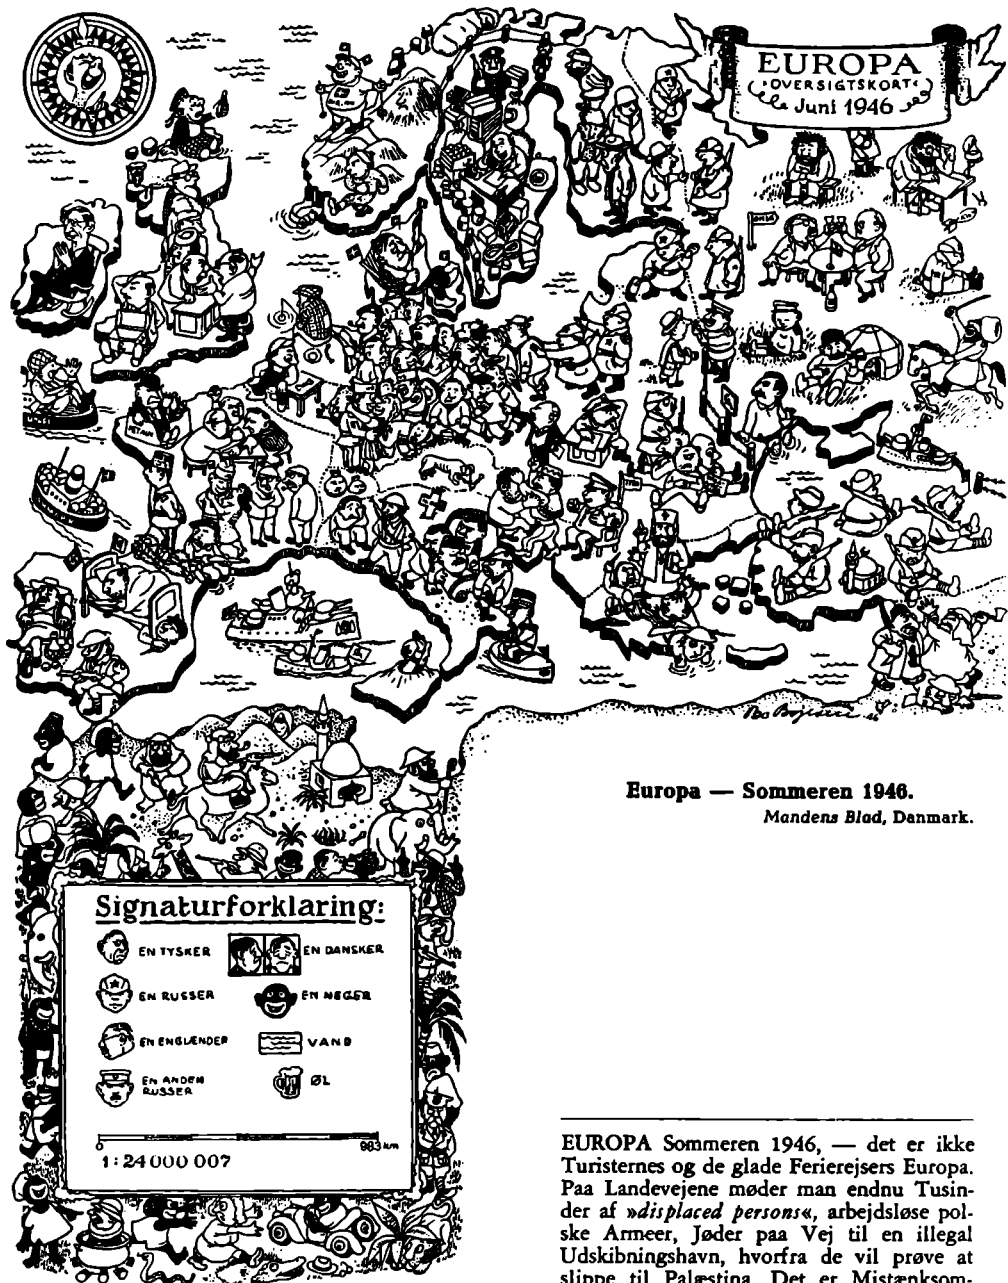 EUROPA
OVERSIGTSKORT
Juni 1946
Europa — Sommeren 1946.
Mandens Blad, Danmark.
Signaturforklaring:
EN TYSKER
EN DANSKER
EN RUSSER
EN NEGER
EN ENGLÆNDER
VAND
EN ANDEN
RUSSER
ØL
0
983 km
1:24 000 007
EUROPA Sommeren 1946, — det er ikke
Turisternes og de glade Ferierejsers Europa.
Paa Landevejene møder man endnu Tusin-
der af »displaced persons«, arbejdsløse pol-
ske Armeer, Jøder paa Vej til en illegal
Udskibningshavn, hvorfra de vil prøve at
slippe til Palæstina. Det er Mistænksom-